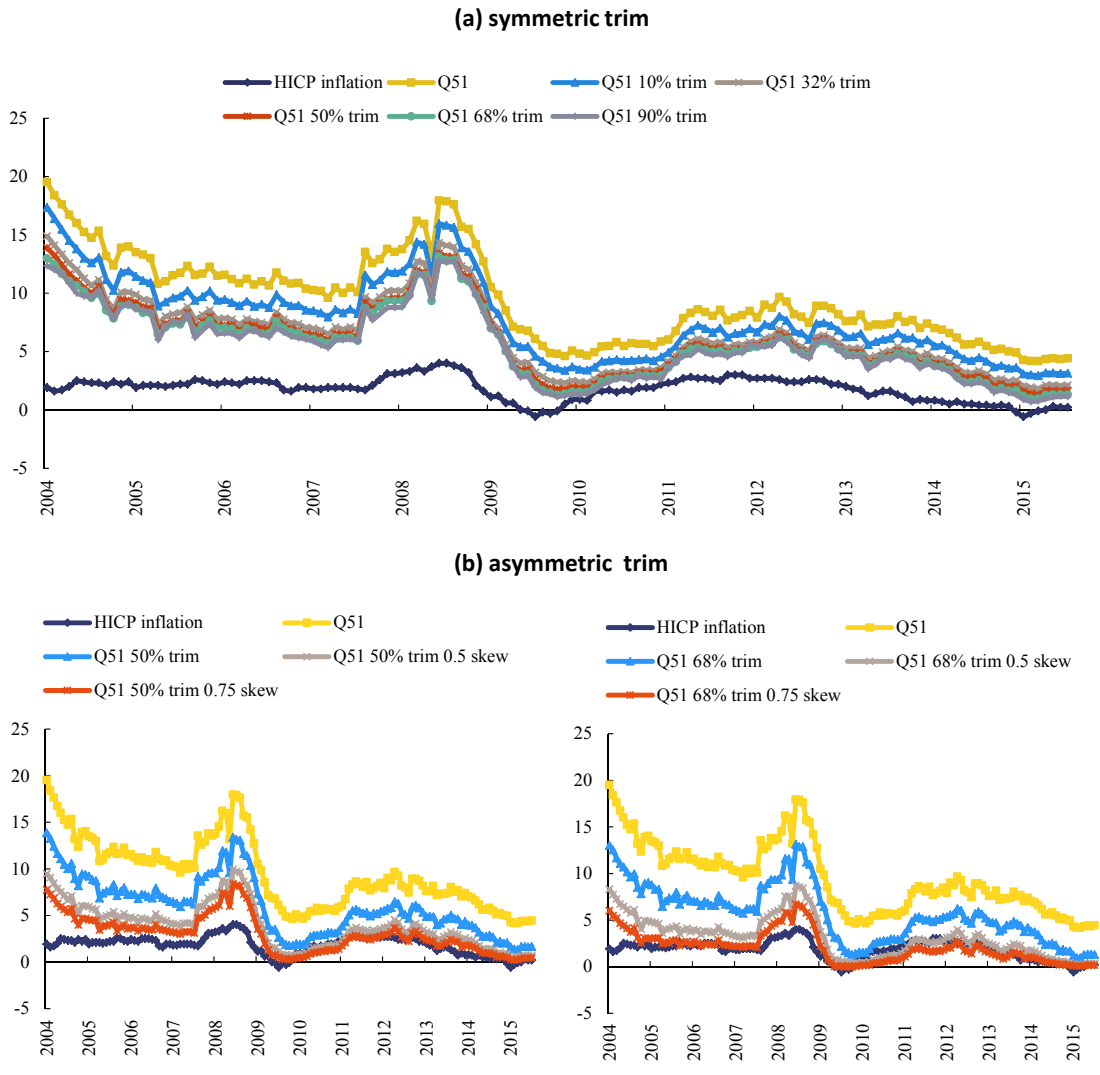 (a) symmetric trim
HICP inflation Q51 Q51 10% trim Q51 32% trim
Q51 50% trim Q51 68% trim Q51 90% trim
25
20
15
10
5
0
-5
2004 2005 2006 2007 2008 2009 2010 2011 2012 2013 2014 2015
(b) asymmetric trim
HICP inflation Q51
Q51 50% trim Q51 50% trim 0.5 skew
Q51 50% trim 0.75 skew
25
20
15
10
5
0
-5
2004 2005 2006 2007 2008 2009 2010 2011 2012 2013 2014 2015
HICP inflation Q51
Q51 68% trim Q51 68% trim 0.5 skew
Q51 68% trim 0.75 skew
25
20
15
10
5
0
-5
2004 2005 2006 2007 2008 2009 2010 2011 2012 2013 2014 2015